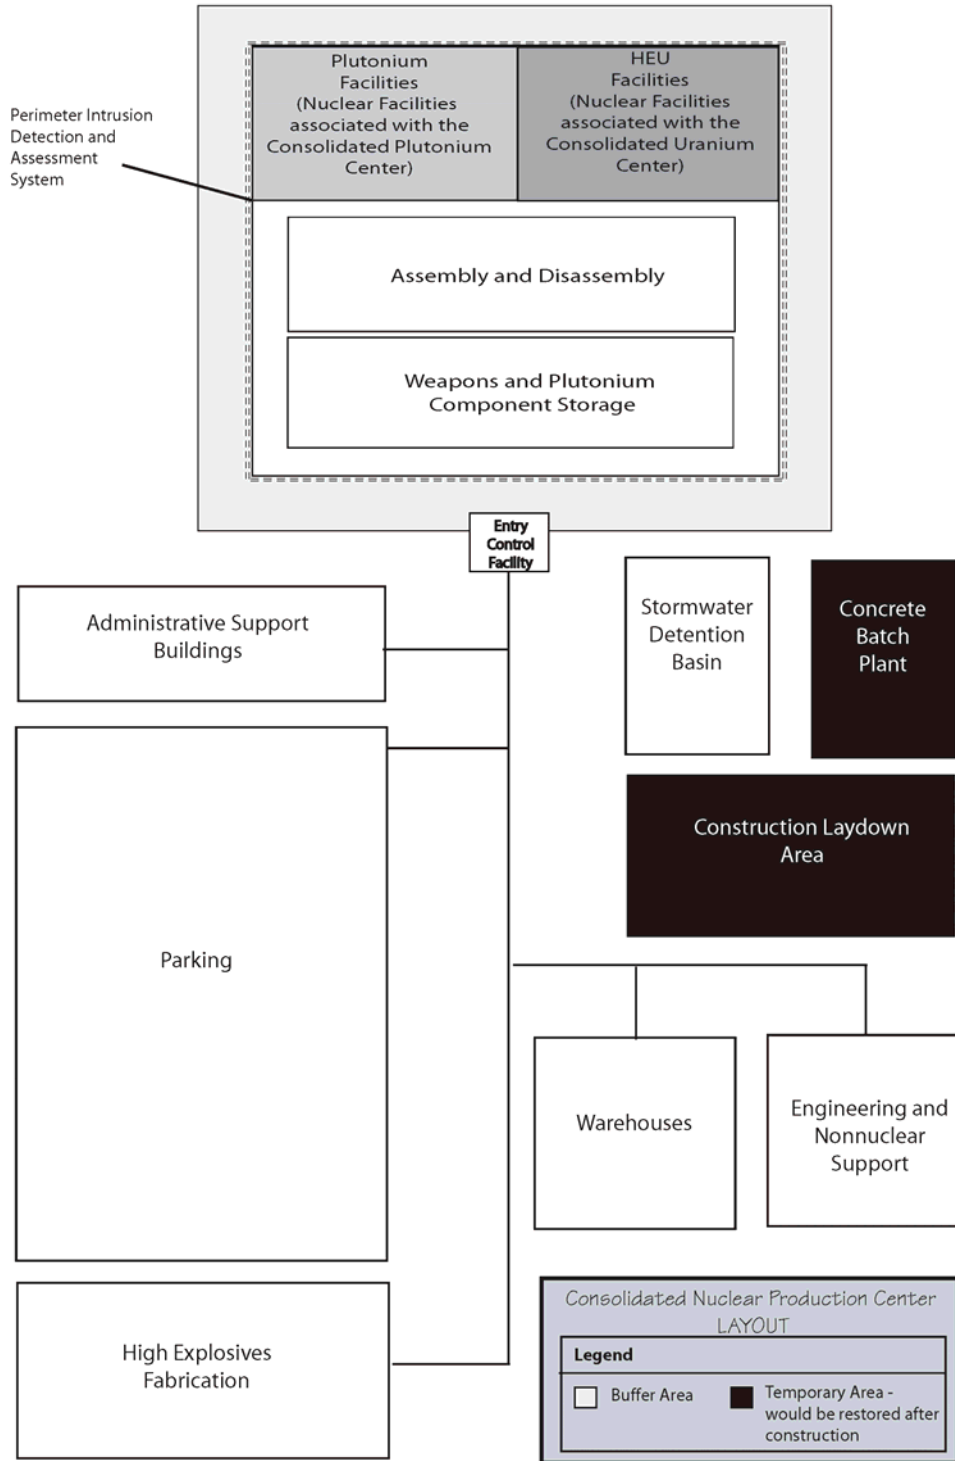 Plutonium
Facilities
(Nuclear Facilities
associated with the
Consolidated Plutonium
Center)
HEU
Facilities
(Nuclear Facilities
associated with the
Consolidated Uranium
Center)
Perimeter Intrusion
Detection and
Assessment
System
Assembly and Disassembly
Weapons and Plutonium
Component Storage
Entry
Control
Facility
Administrative Support
Buildings
Stormwater
Detention
Basin
Concrete
Batch
Plant
Construction Laydown
Area
Parking
Warehouses
Engineering and
Nonnuclear
Support
High Explosives
Fabrication
Consolidated Nuclear Production Center
LAYOUT
Legend
Buffer Area
Temporary Area -
would be restored after
construction